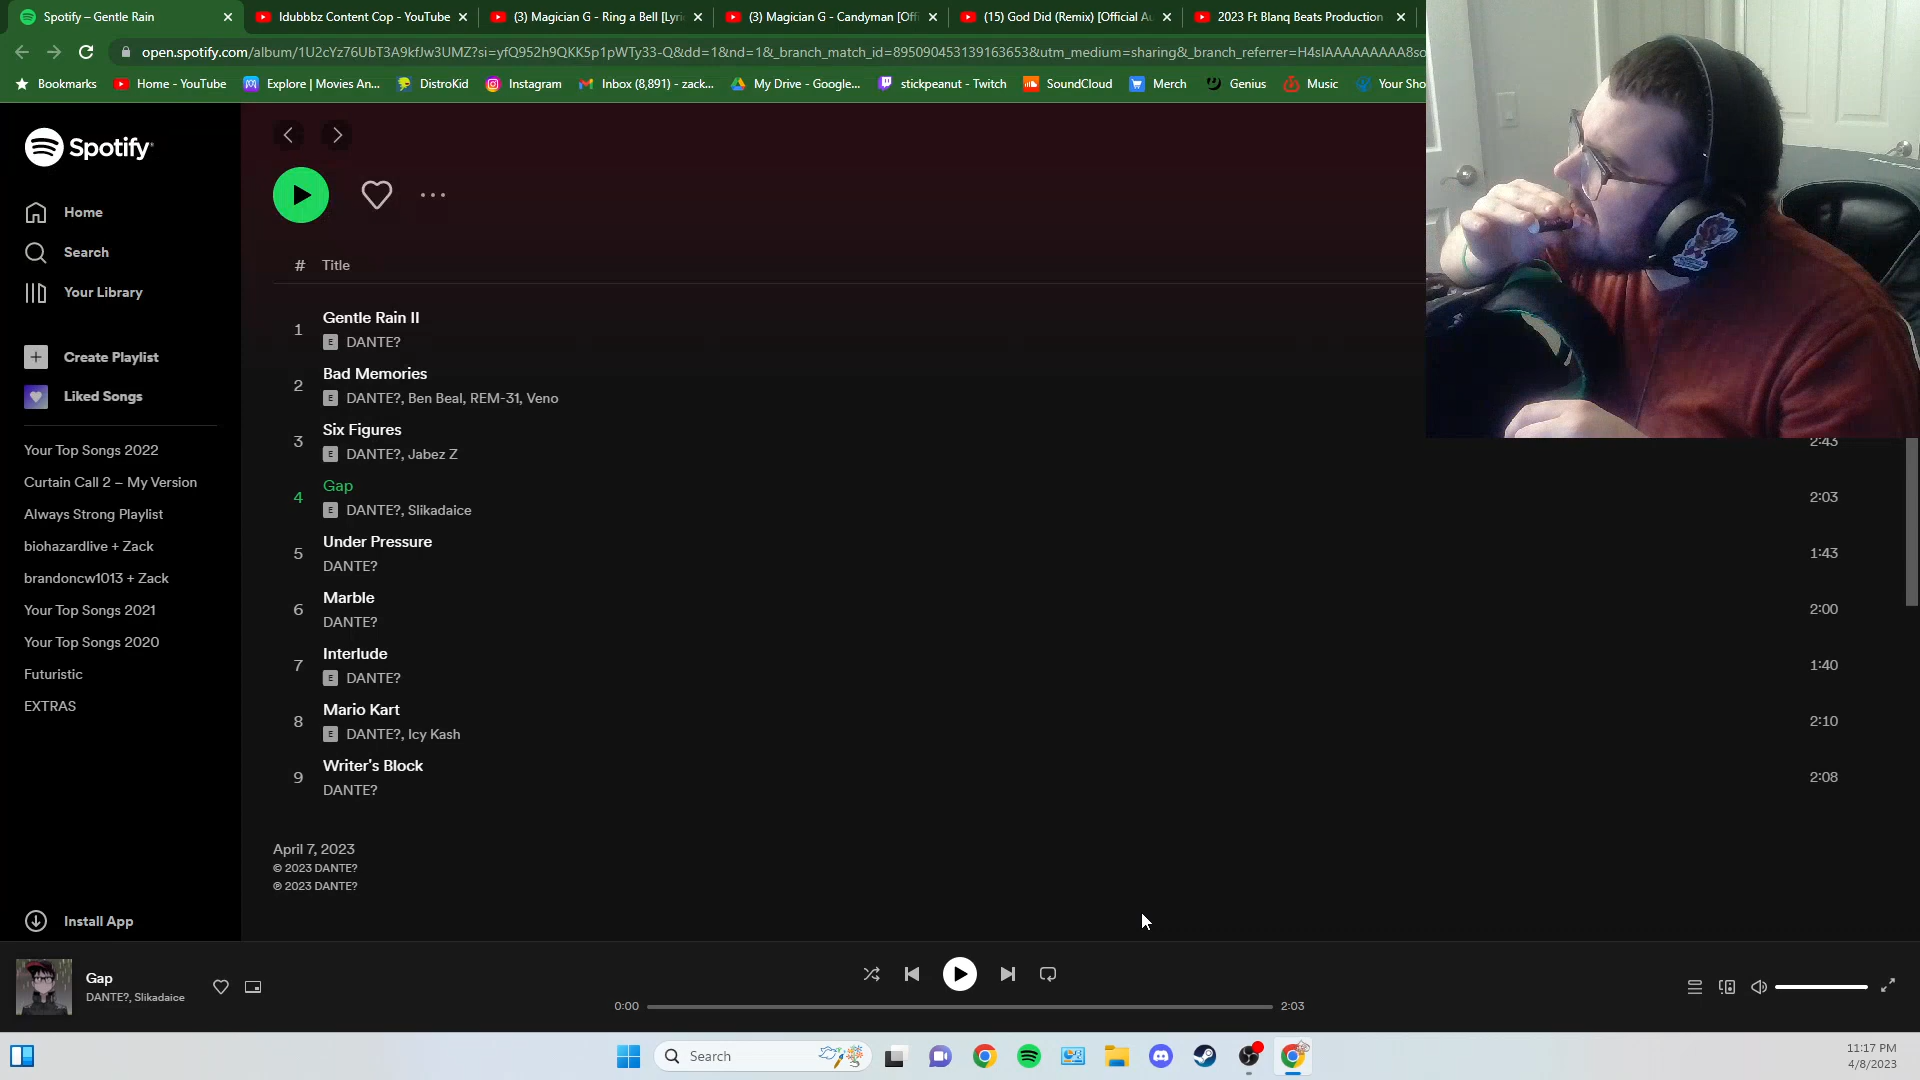 Spotify – Gentle Rain
Idubbbz Content Cop - YouTube
(3) Magician G - Ring a Bell [Lyri
(3) Magician G - Candyman [Offi
(15) God Did (Remix) [Official Au
2023 Ft Blanq Beats Production
open.spotify.com/album/1U2cYz76UbT3A9kfJw3UMZ?si=yfQ952h9QKK5p1pWTy33-Q&dd=1&nd=1&_branch_match_id=895090453139163653&utm_medium=sharing&_branch_referrer=H4sIAAAAAAAAA8so
Bookmarks
Home - YouTube
Explore | Movies An...
DistroKid
Instagram
Inbox (8,891) - zack...
My Drive - Google...
stickpeanut - Twitch
SoundCloud
Merch
Genius
Music
Your Sho
Spotify
Home
Search
Your Library
Create Playlist
Liked Songs
Your Top Songs 2022
Curtain Call 2 – My Version
Always Strong Playlist
biohazardlive + Zack
brandoncw1013 + Zack
Your Top Songs 2021
Your Top Songs 2020
Futuristic
EXTRAS
Install App
# Title
1 Gentle Rain II
E DANTE?
2 Bad Memories
E DANTE?, Ben Beal, REM-31, Veno
3 Six Figures 2:43
E DANTE?, Jabez Z
4 Gap 2:03
E DANTE?, Slikadaice
5 Under Pressure 1:43
DANTE?
6 Marble 2:00
DANTE?
7 Interlude 1:40
E DANTE?
8 Mario Kart 2:10
E DANTE?, Icy Kash
9 Writer's Block 2:08
DANTE?
April 7, 2023
© 2023 DANTE?
℗ 2023 DANTE?
Gap
DANTE?, Slikadaice
0:00
2:03
Search
11:17 PM
4/8/2023